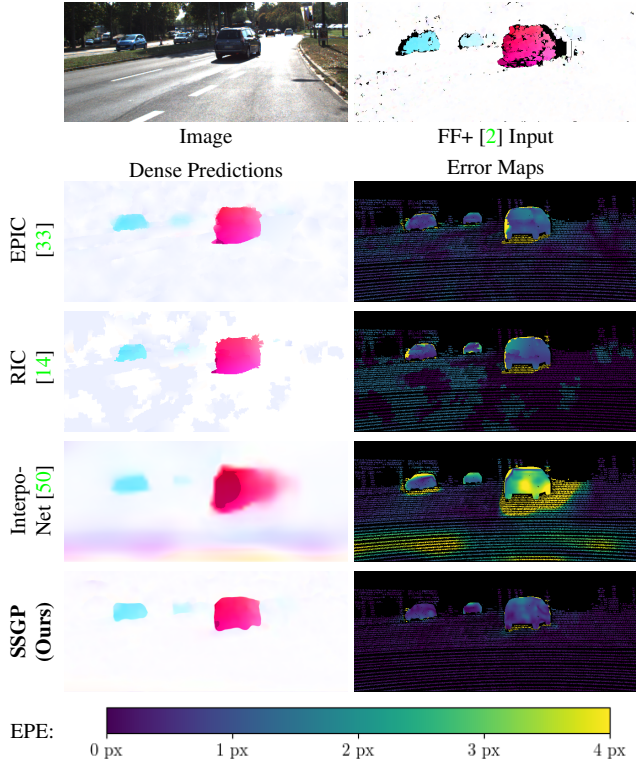 Image
FF+ [2] Input
Dense Predictions
Error Maps
EPIC
[33]
RIC
[14]
Interpo-
Net [50]
SSGP
(Ours)
EPE:
0 px
1 px
2 px
3 px
4 px